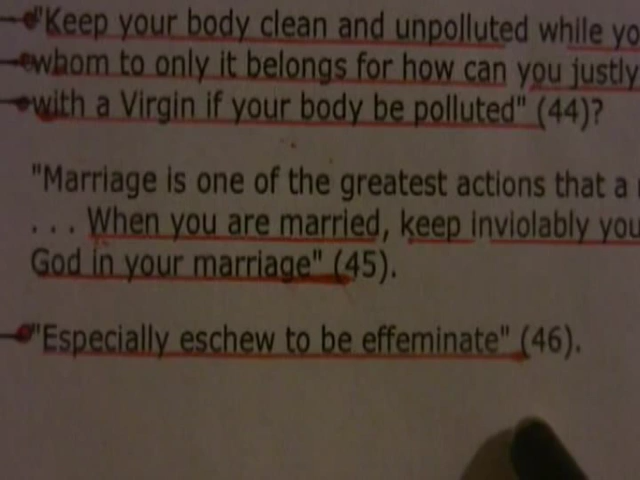 "Keep your body clean and unpolluted while yo
whom to only it belongs for how can you justly
with a Virgin if your body be polluted" (44)?
"Marriage is one of the greatest actions that a
. . . When you are married, keep inviolably you
God in your marriage" (45).
"Especially eschew to be effeminate" (46).